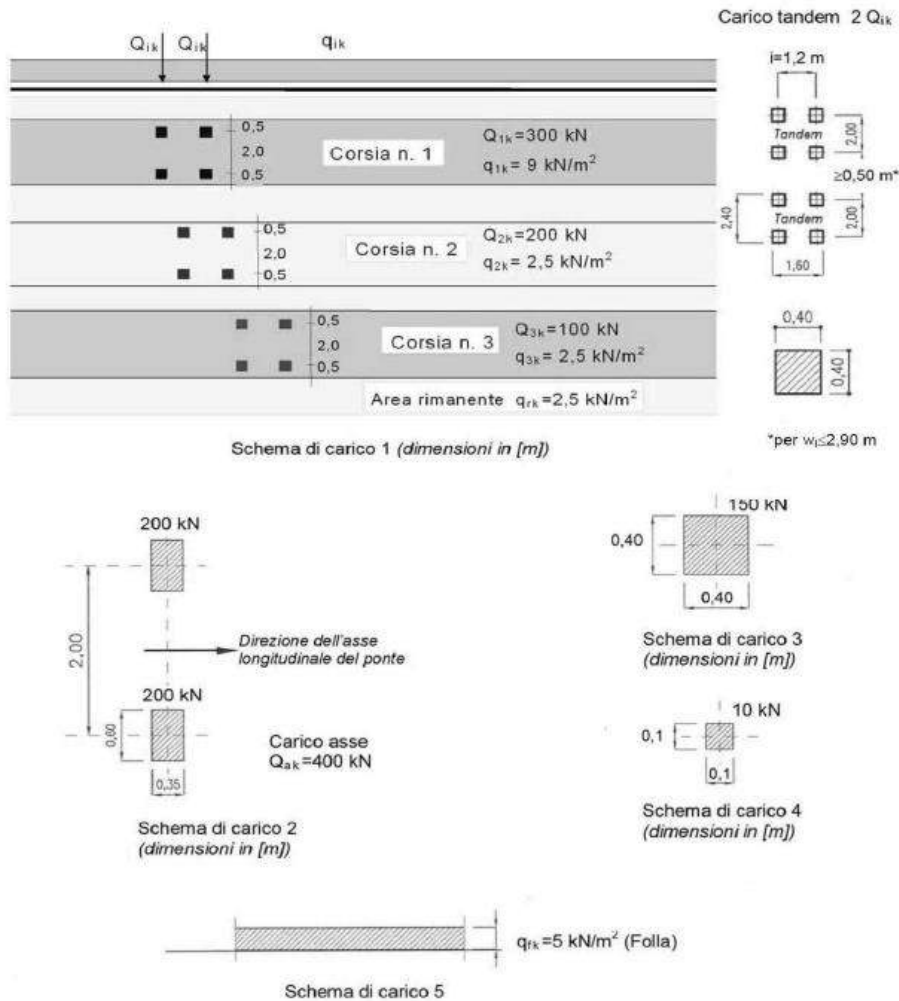 Carico tandem 2 Qik
Qik Qik qik
i=1,2 m
0,5
2,0
0,5
Corsia n. 1
Q1k=300 kN
q1k= 9 kN/m²
Tandem
2,00
≥0,50 m*
0,5
2,0
0,5
Corsia n. 2
Q2k=200 kN
q2k= 2,5 kN/m²
2,40
Tandem
2,00
1,60
0,5
2,0
0,5
Corsia n. 3
Q3k=100 kN
q3k= 2,5 kN/m²
0,40
0,40
Area rimanente qrk=2,5 kN/m²
*per wl≤2,90 m
Schema di carico 1 (dimensioni in [m])
200 kN
2,00
Direzione dell'asse
longitudinale del ponte
200 kN
0,60
0,35
Carico asse
Qak=400 kN
Schema di carico 2
(dimensioni in [m])
150 kN
0,40
0,40
Schema di carico 3
(dimensioni in [m])
10 kN
0,1
0,1
Schema di carico 4
(dimensioni in [m])
qfk=5 kN/m² (Folla)
Schema di carico 5